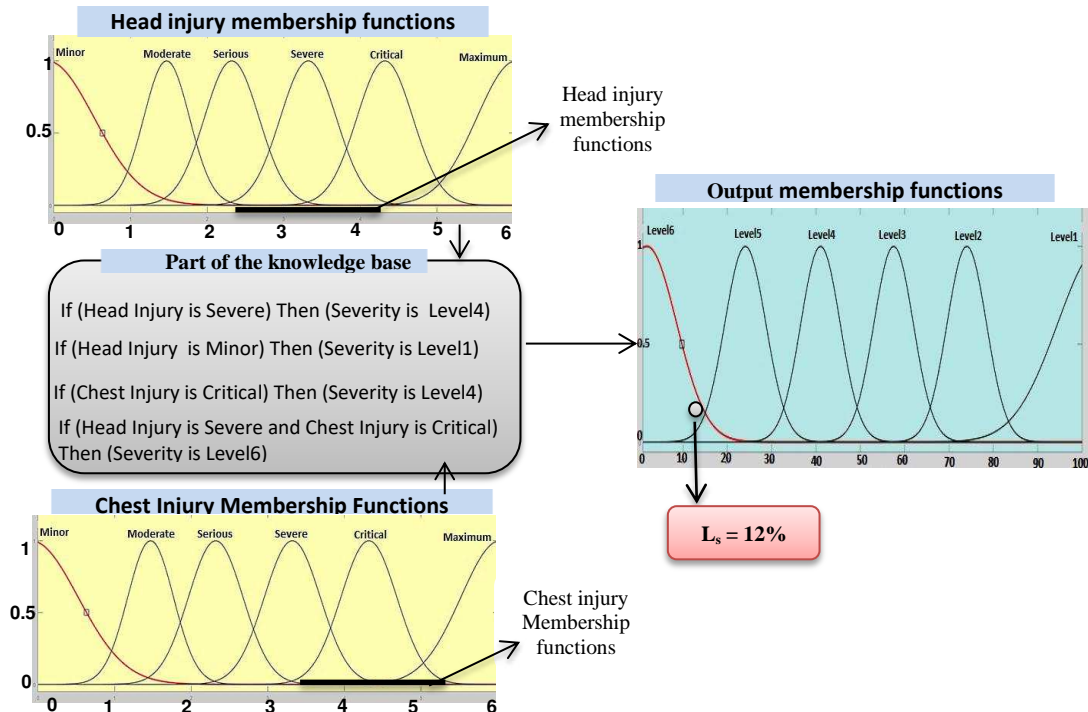 Head injury membership functions
Minor Moderate Serious Severe Critical Maximum
1
0.5
0 1 2 3 4 5 6
Head injury
membership
functions
Part of the knowledge base
If (Head Injury is Severe) Then (Severity is Level4)
If (Head Injury is Minor) Then (Severity is Level1)
If (Chest Injury is Critical) Then (Severity is Level4)
If (Head Injury is Severe and Chest Injury is Critical)
Then (Severity is Level6)
Output membership functions
Level6 Level5 Level4 Level3 Level2 Level1
1
0.5
0
0 10 20 30 40 50 60 70 80 90 100
Ls = 12%
Chest Injury Membership Functions
Minor Moderate Serious Severe Critical Maximum
1
0.5
0
0 1 2 3 4 5 6
Chest injury
Membership
functions